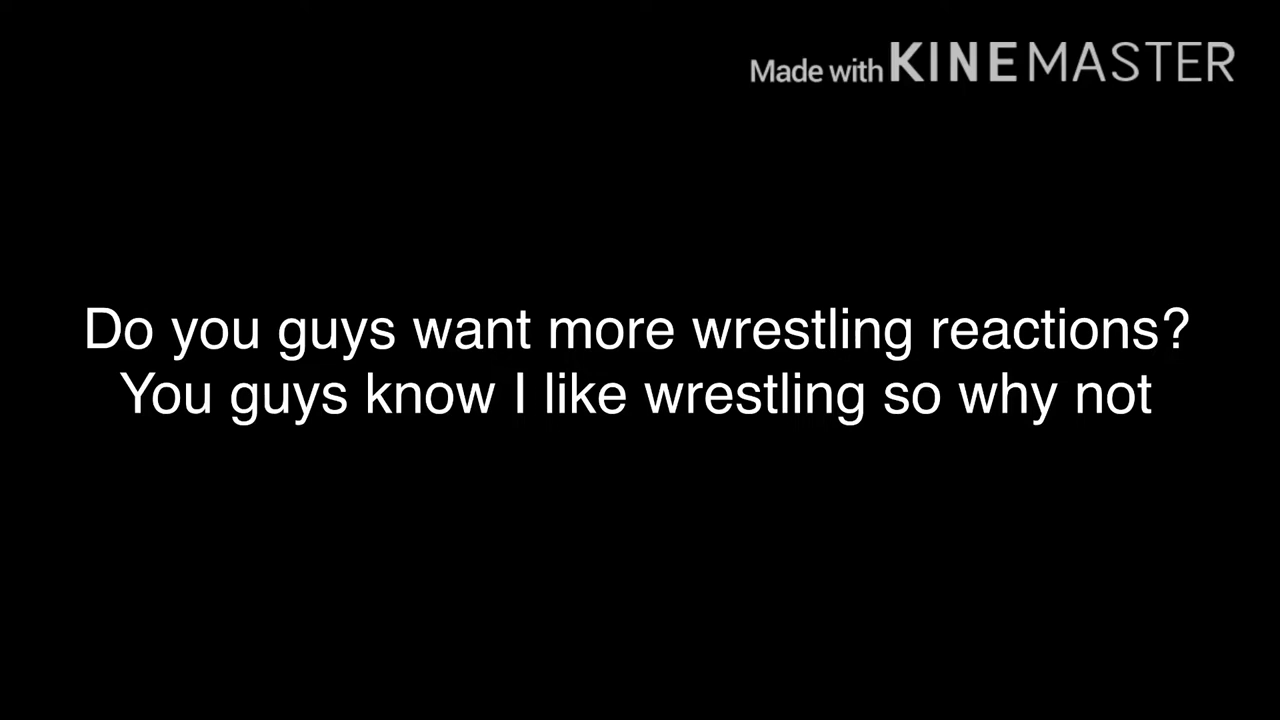 Made with KINEMASTER
Do you guys want more wrestling reactions?
You guys know I like wrestling so why not